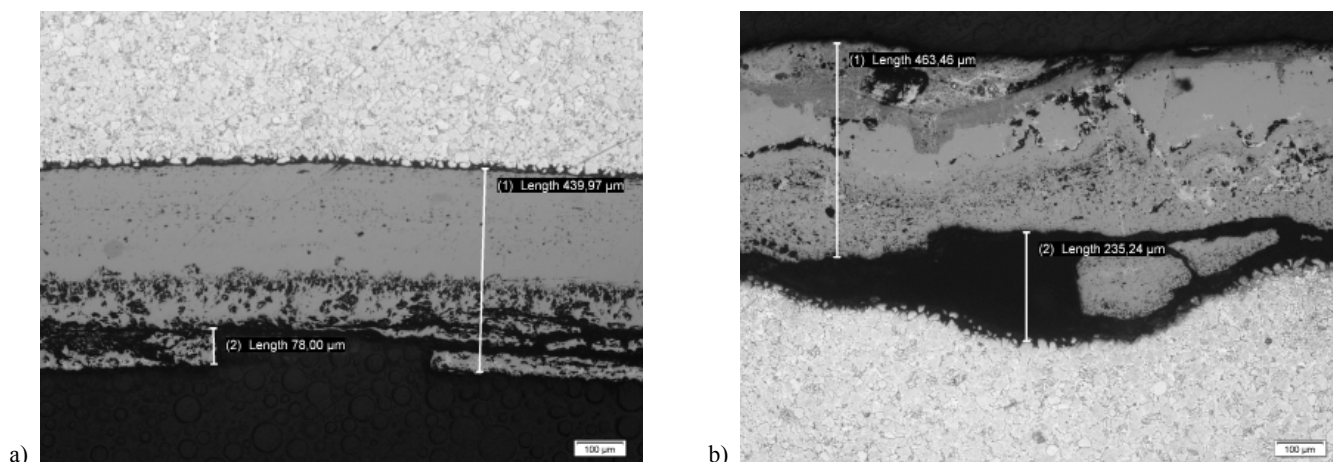 (1) Length 439,97 µm
(2) Length 78,00 µm
100 µm
a)
(1) Length 463,46 µm
(2) Length 235,24 µm
100 µm
b)